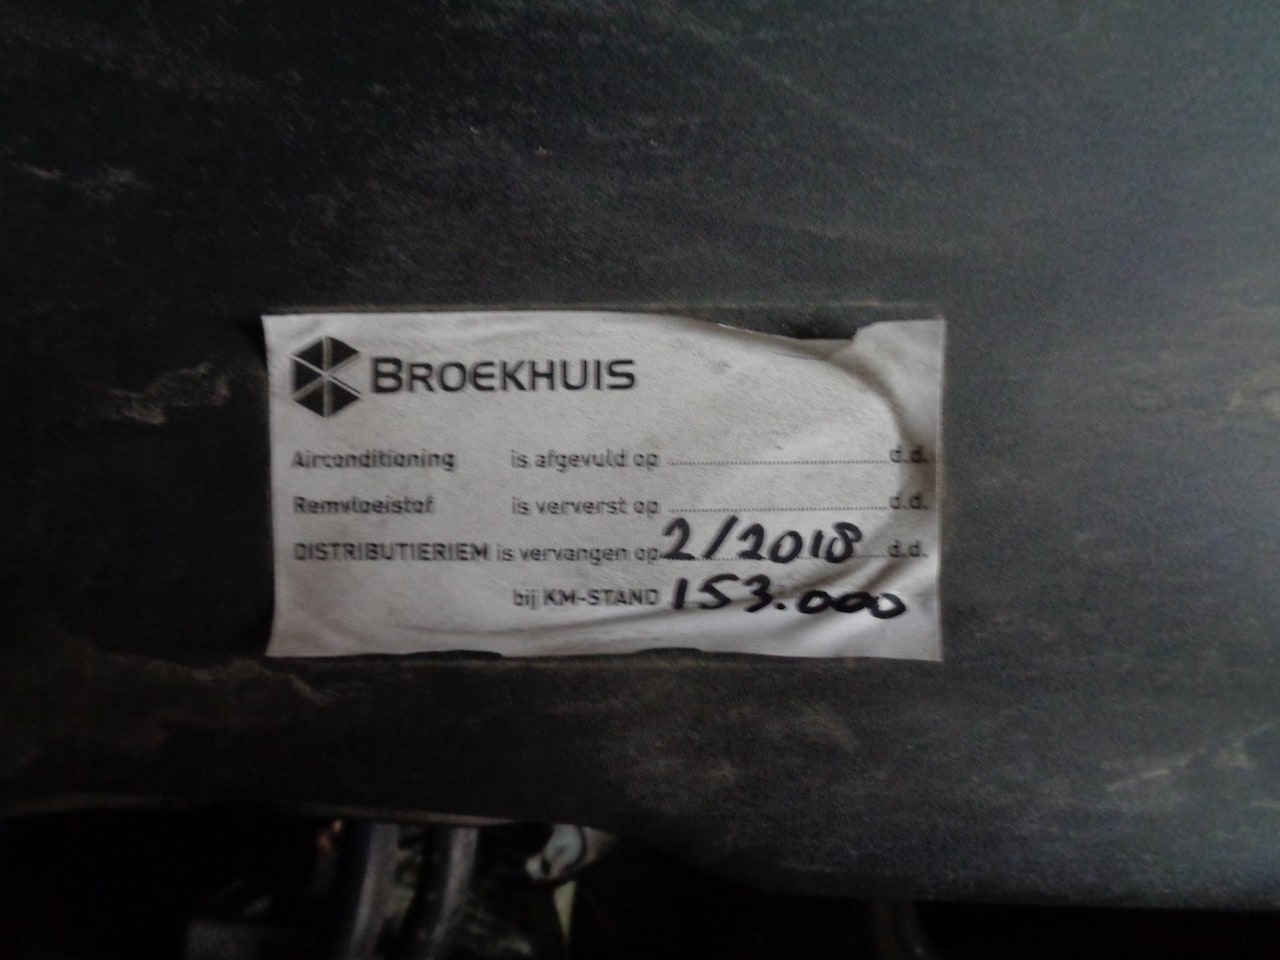 BROEKHUIS
Airconditioning is afgevuld op ........................ d.d.
Remvloeistof is ververst op ........................ d.d.
DISTRIBUTIERIEM is vervangen op 2/2018 d.d.
bij KM-STAND 153.000